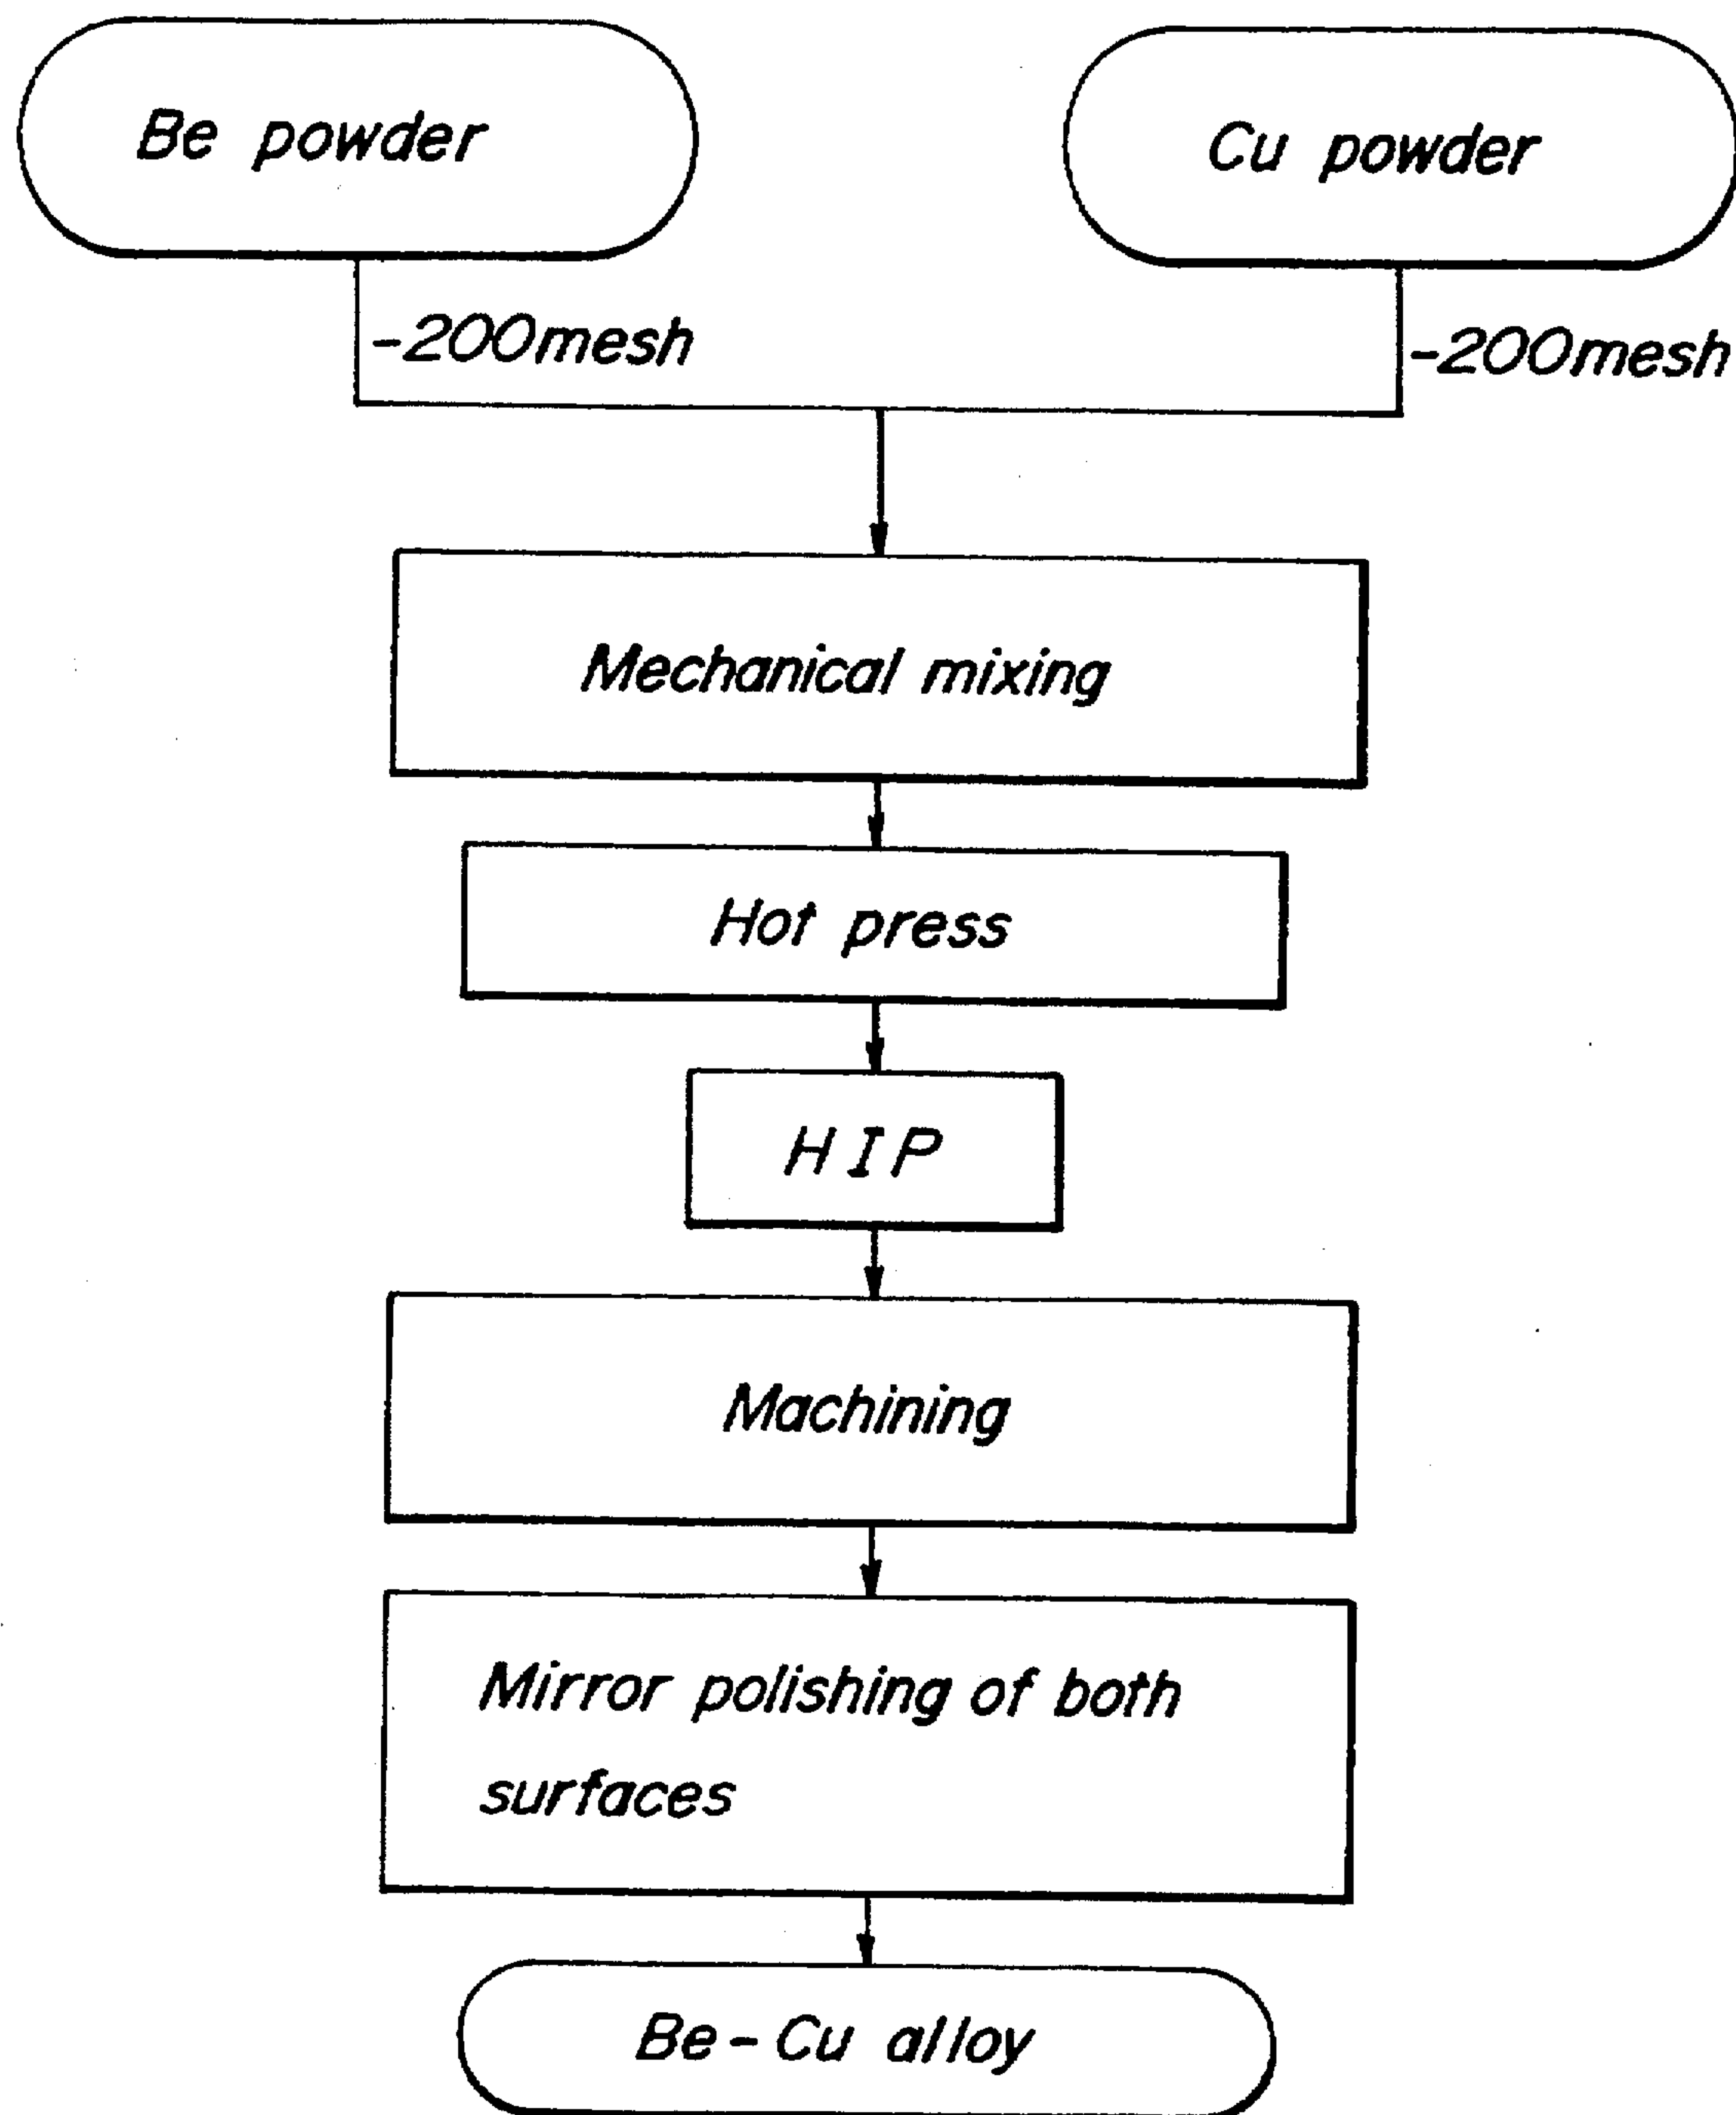 Be powder
Cu powder
-200mesh
-200mesh
Mechanical mixing
Hot press
HIP
Machining
Mirror polishing of both
surfaces
Be-Cu alloy